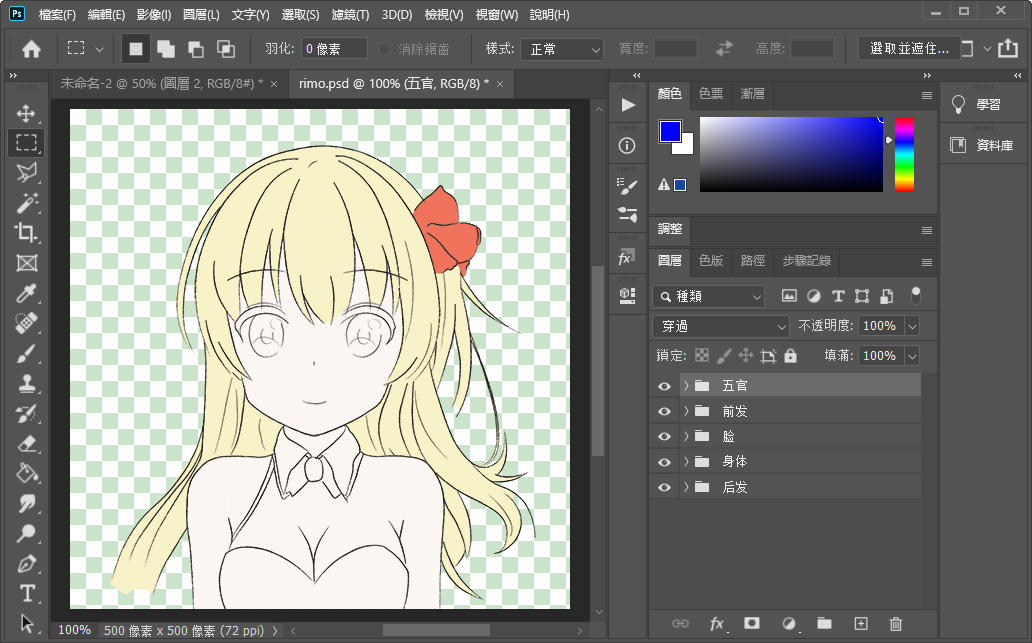 Ps 檔案(F) 編輯(E) 影像(I) 圖層(L) 文字(Y) 選取(S) 濾鏡(T) 3D(D) 檢視(V) 視窗(W) 說明(H)
羽化: 0 像素 消除鋸齒 樣式: 正常 寬度: 高度: 選取並遮住...
未命名-2 @ 50% (圖層 2, RGB/8#) * × rimo.psd @ 100% (五官, RGB/8) * ×
顏色 色票 漸層
學習
資料庫
調整
圖層 色版 路徑 步驟記錄
種類
穿過 不透明度: 100%
鎖定: 填滿: 100%
五官
前发
脸
身体
后发
100% 500 像素 x 500 像素 (72 ppi)